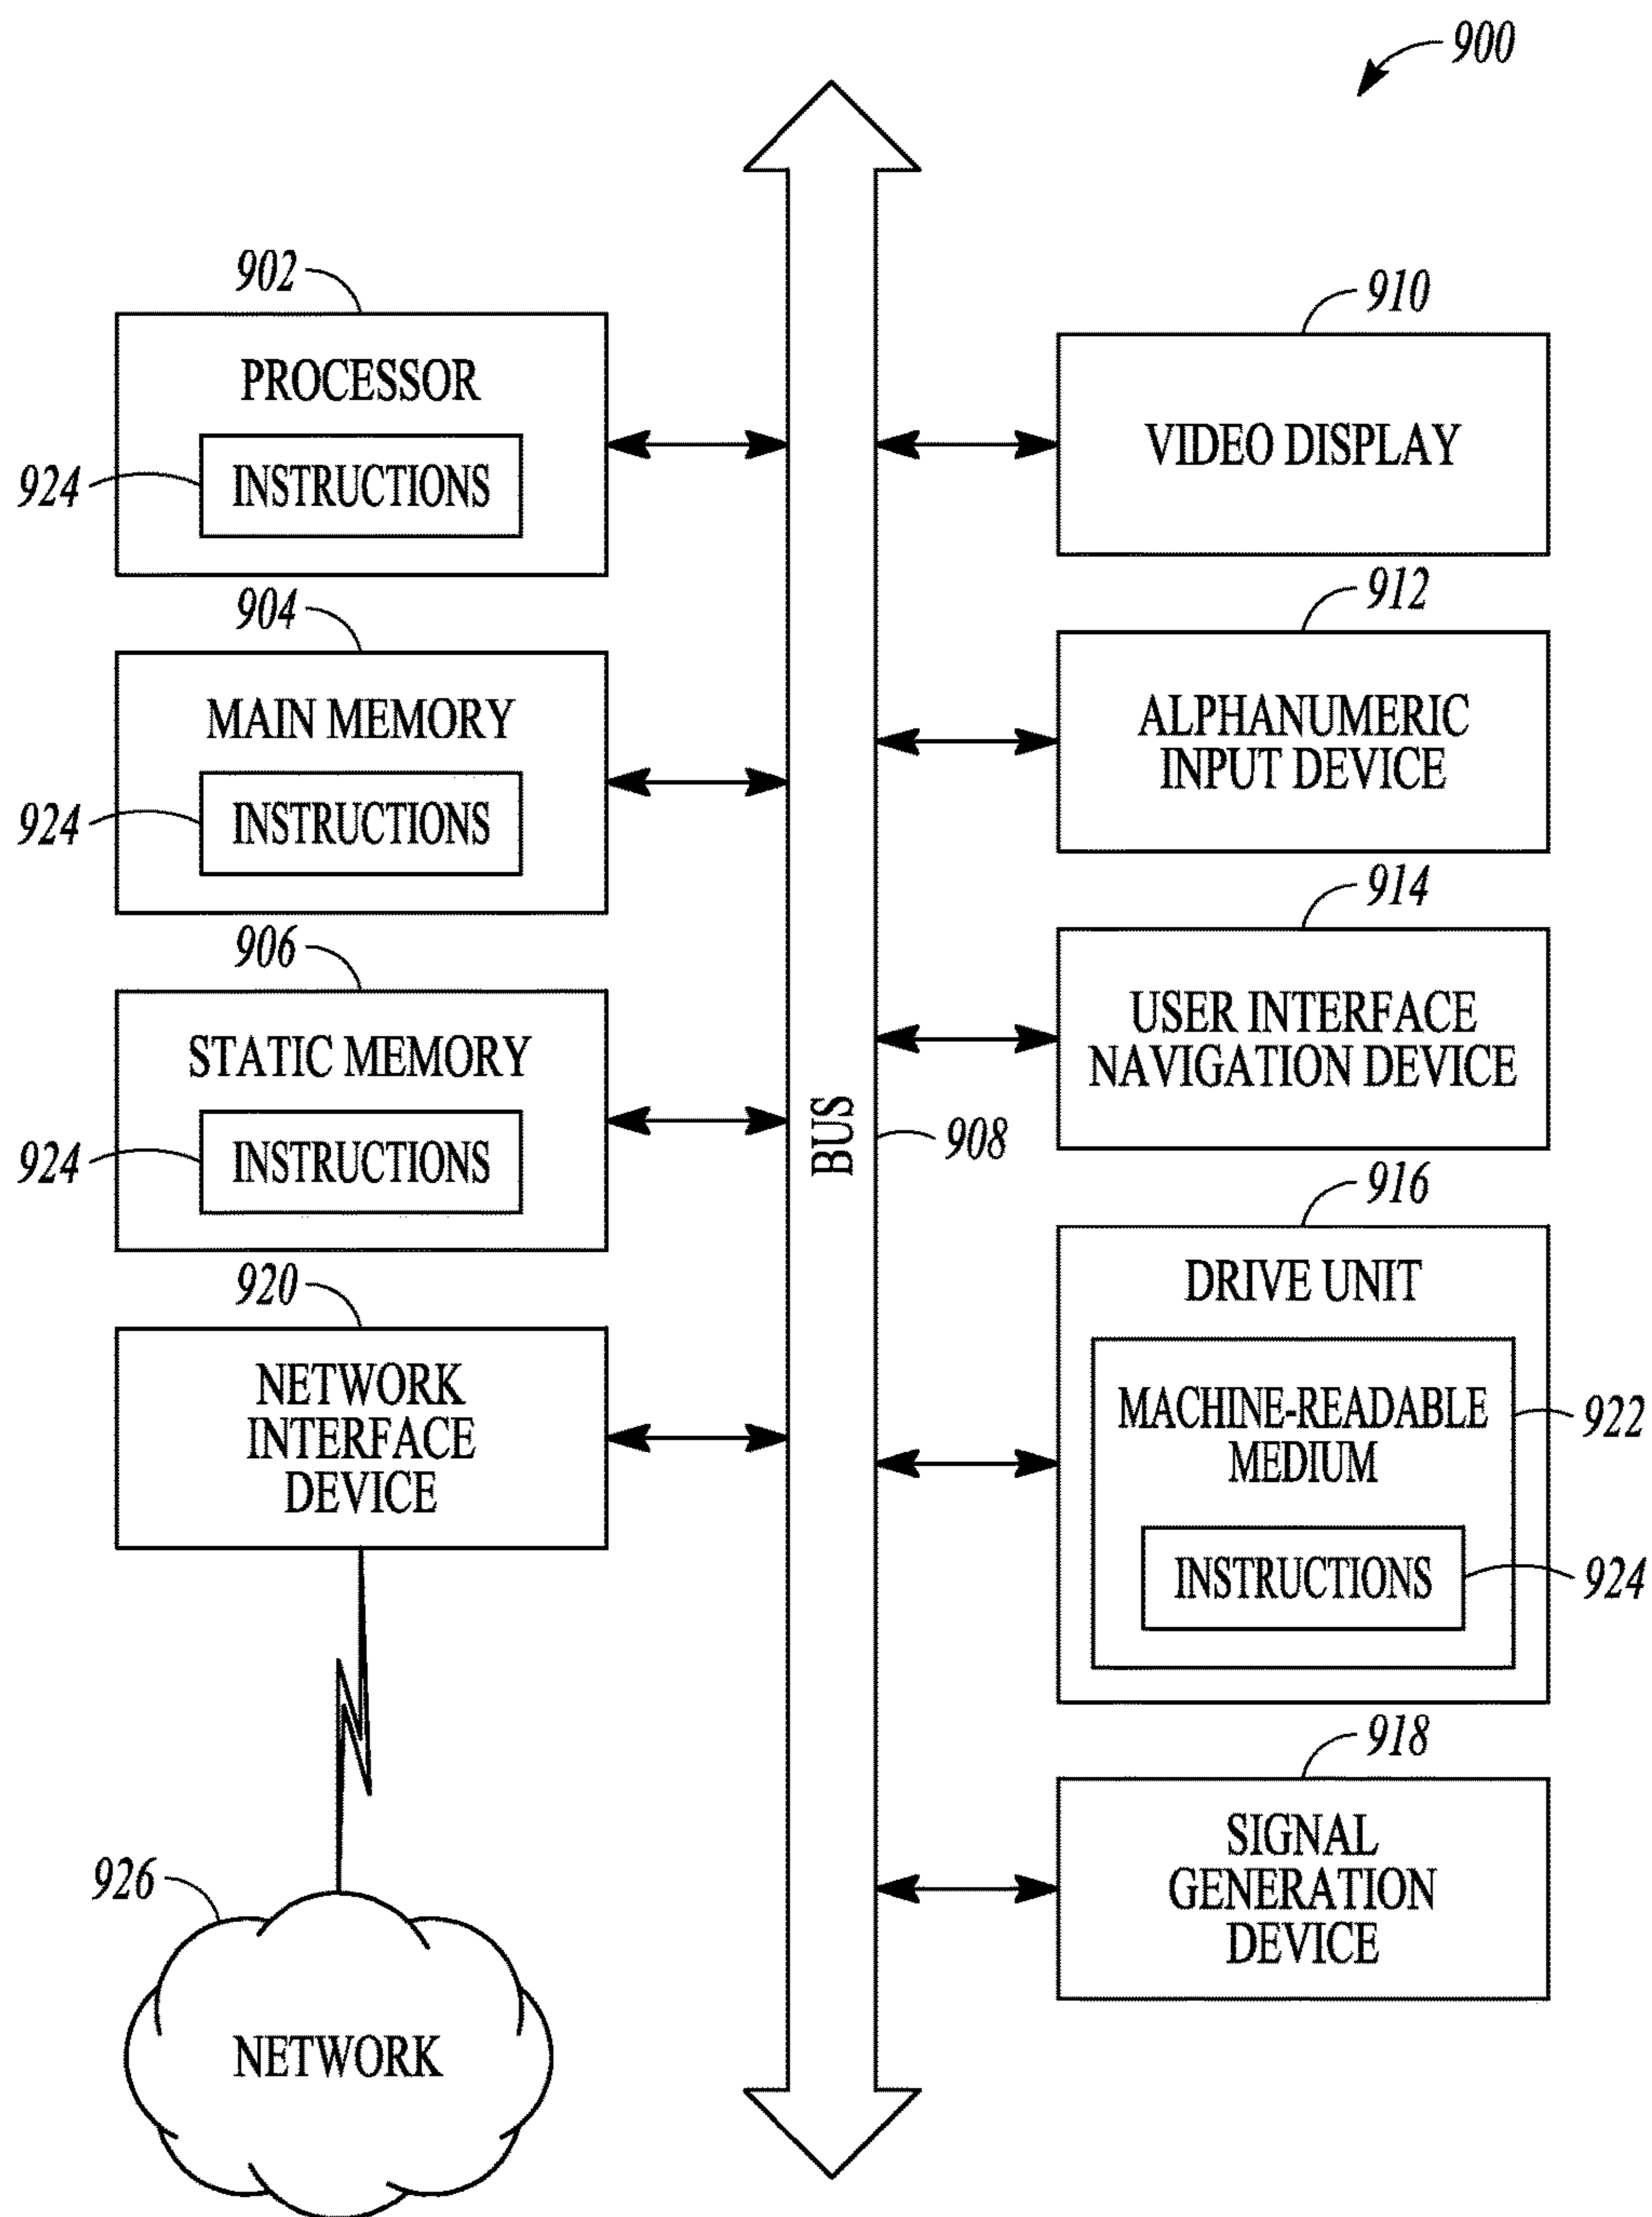 900
902
PROCESSOR
924
INSTRUCTIONS
904
MAIN MEMORY
924
INSTRUCTIONS
906
STATIC MEMORY
924
INSTRUCTIONS
920
NETWORK
INTERFACE
DEVICE
926
NETWORK
BUS
908
910
VIDEO DISPLAY
912
ALPHANUMERIC
INPUT DEVICE
914
USER INTERFACE
NAVIGATION DEVICE
916
DRIVE UNIT
MACHINE-READABLE
MEDIUM
922
INSTRUCTIONS
924
918
SIGNAL
GENERATION
DEVICE